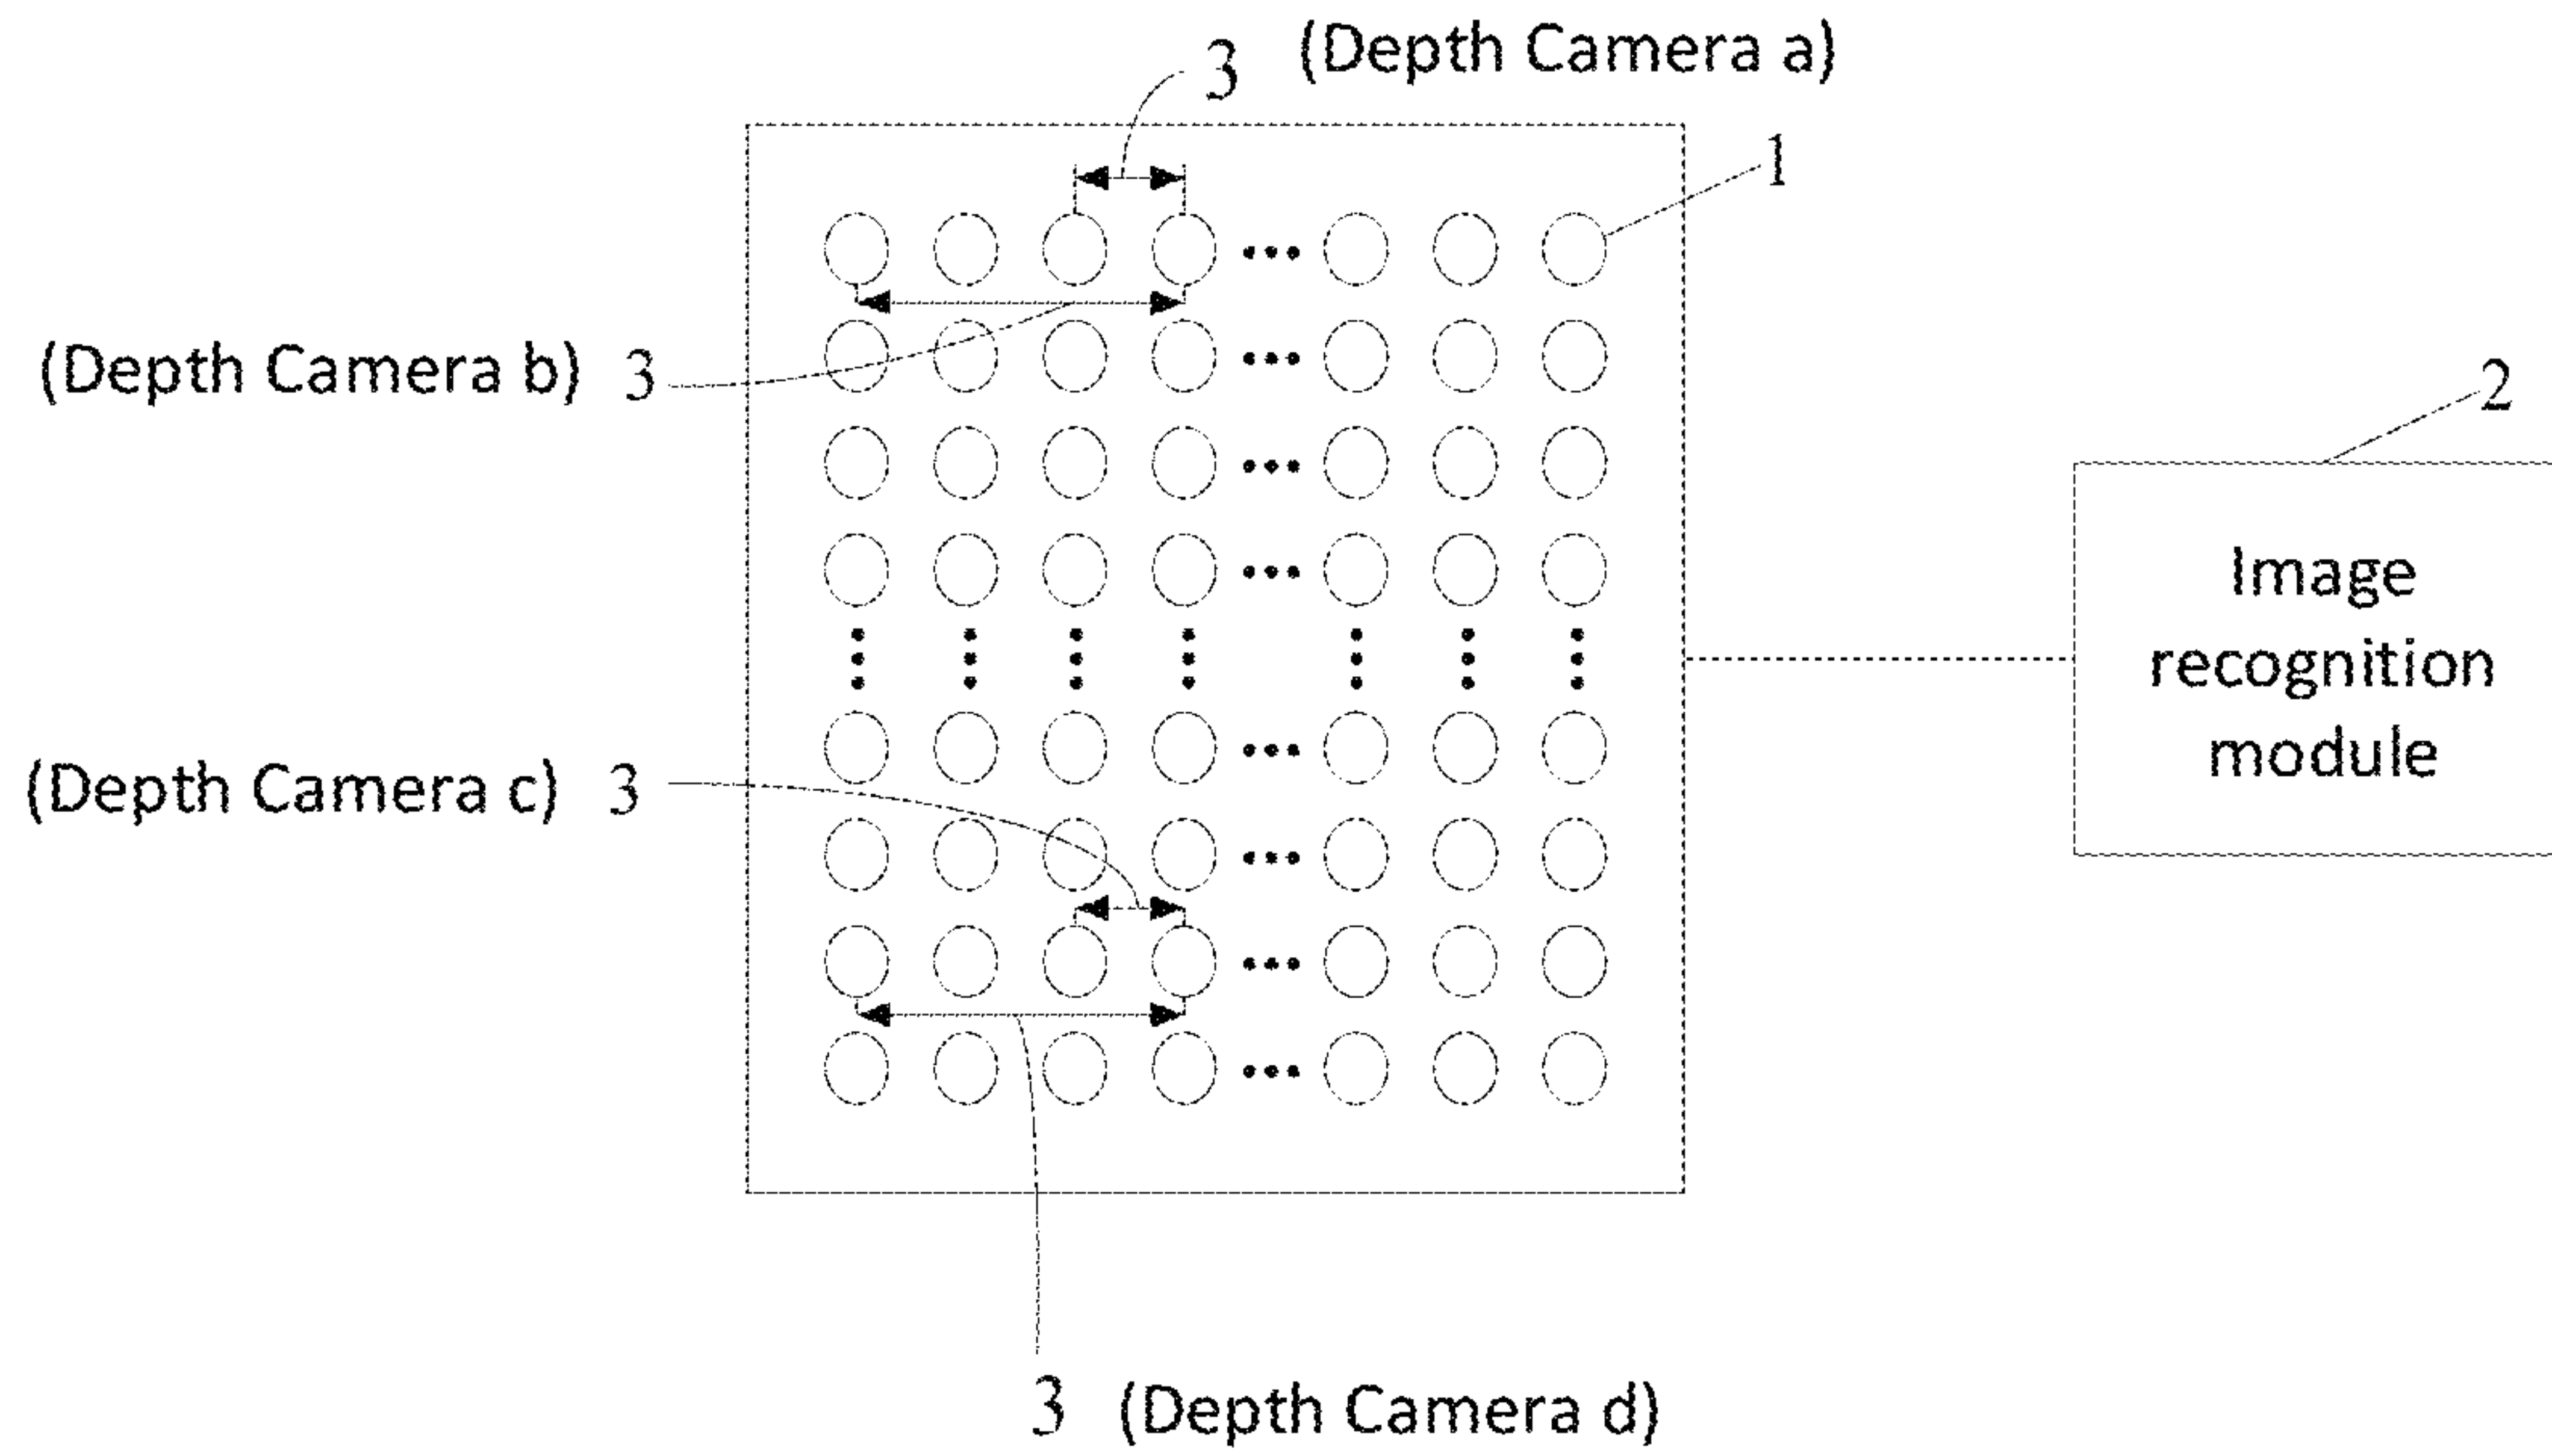 3 (Depth Camera a)
1
(Depth Camera b) 3
2
Image
recognition
module
(Depth Camera c) 3
3 (Depth Camera d)